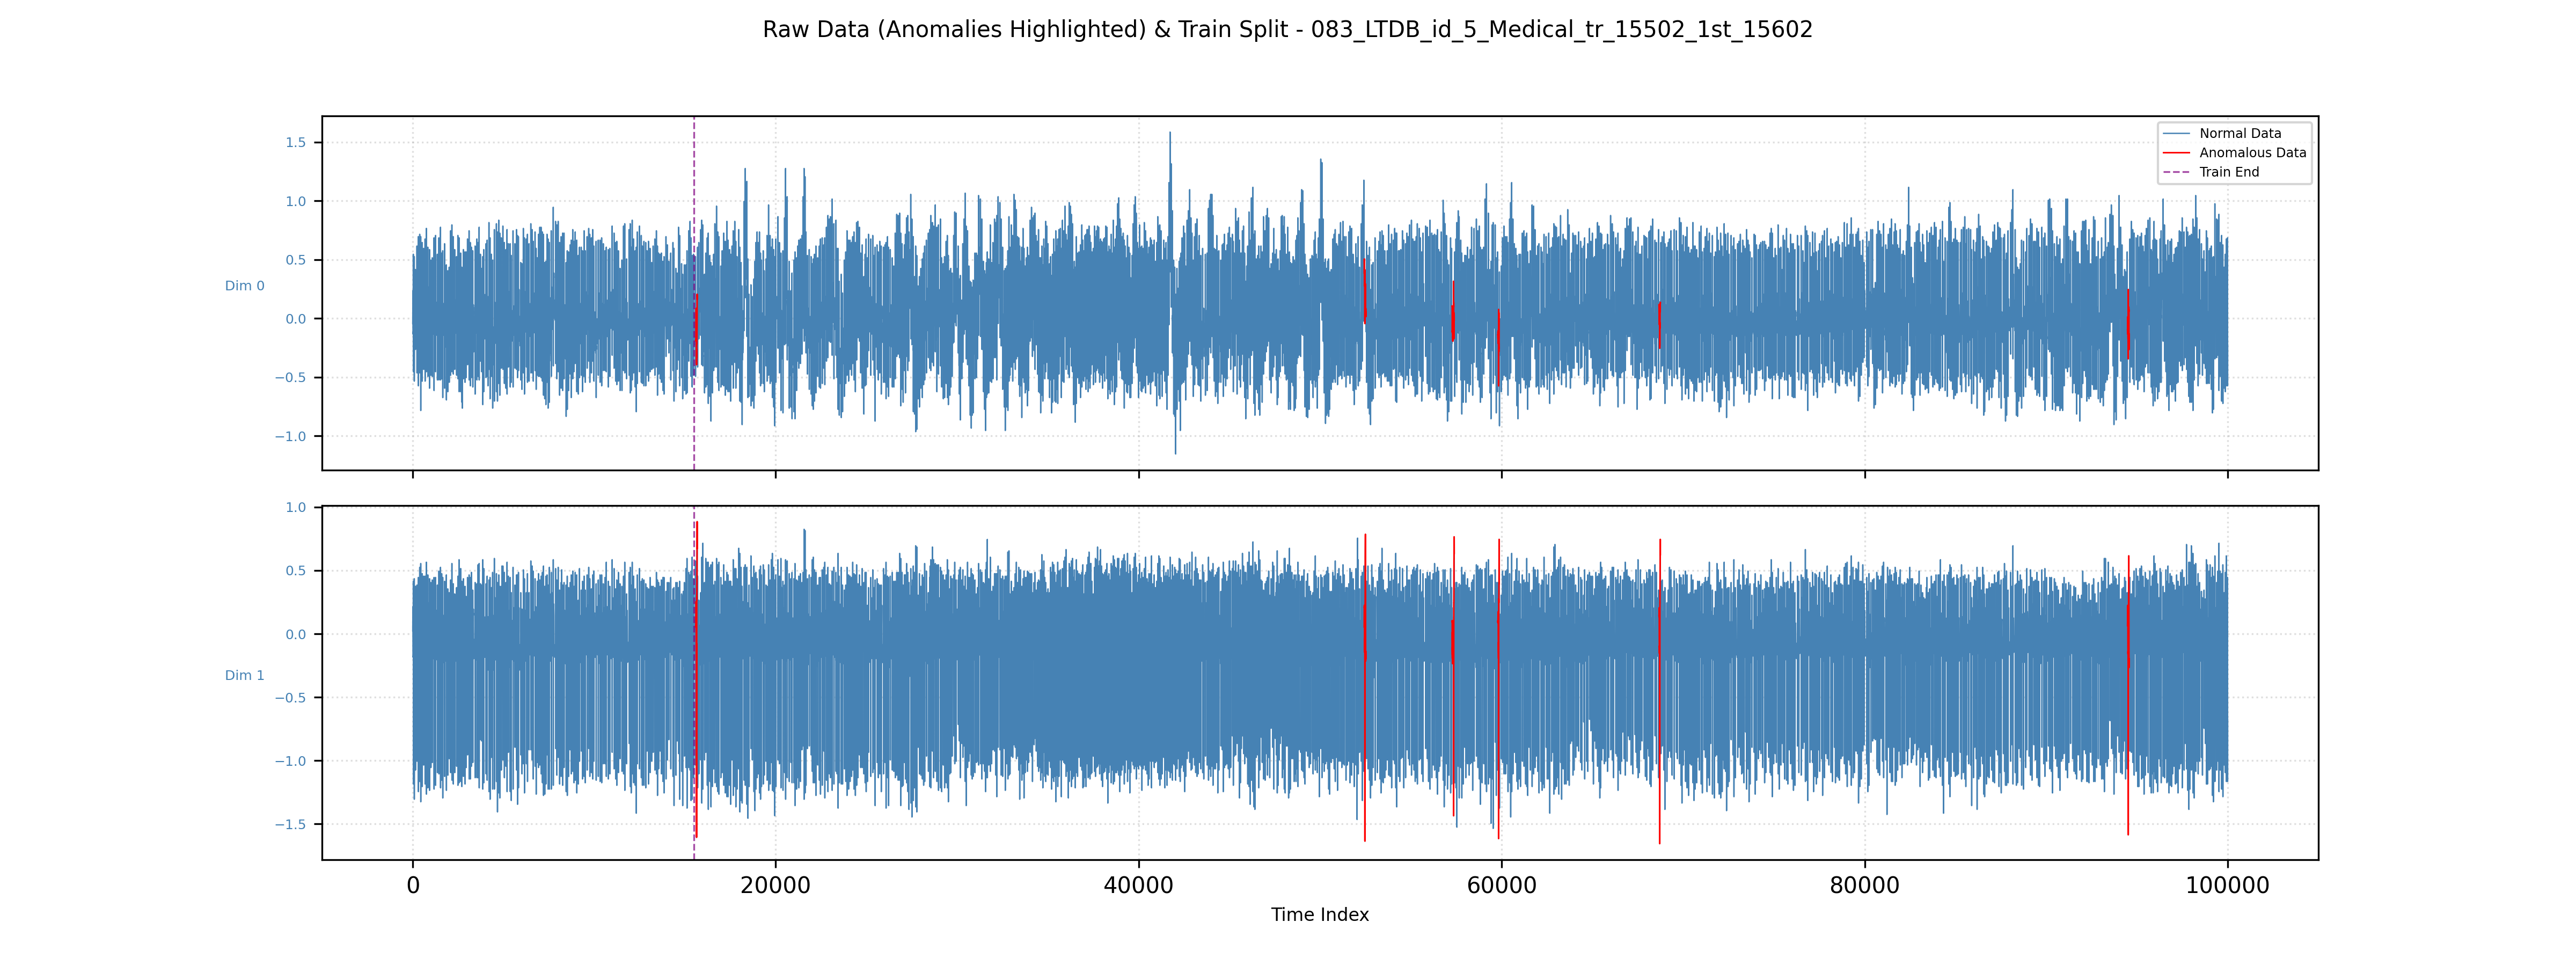 Raw Data (Anomalies Highlighted) & Train Split - 083_LTDB_id_5_Medical_tr_15502_1st_15602
1.5
1.0
0.5
0.0
−0.5
−1.0
Dim 0
Normal Data
Anomalous Data
Train End
1.0
0.5
0.0
−0.5
−1.0
−1.5
Dim 1
0 20000 40000 60000 80000 100000
Time Index